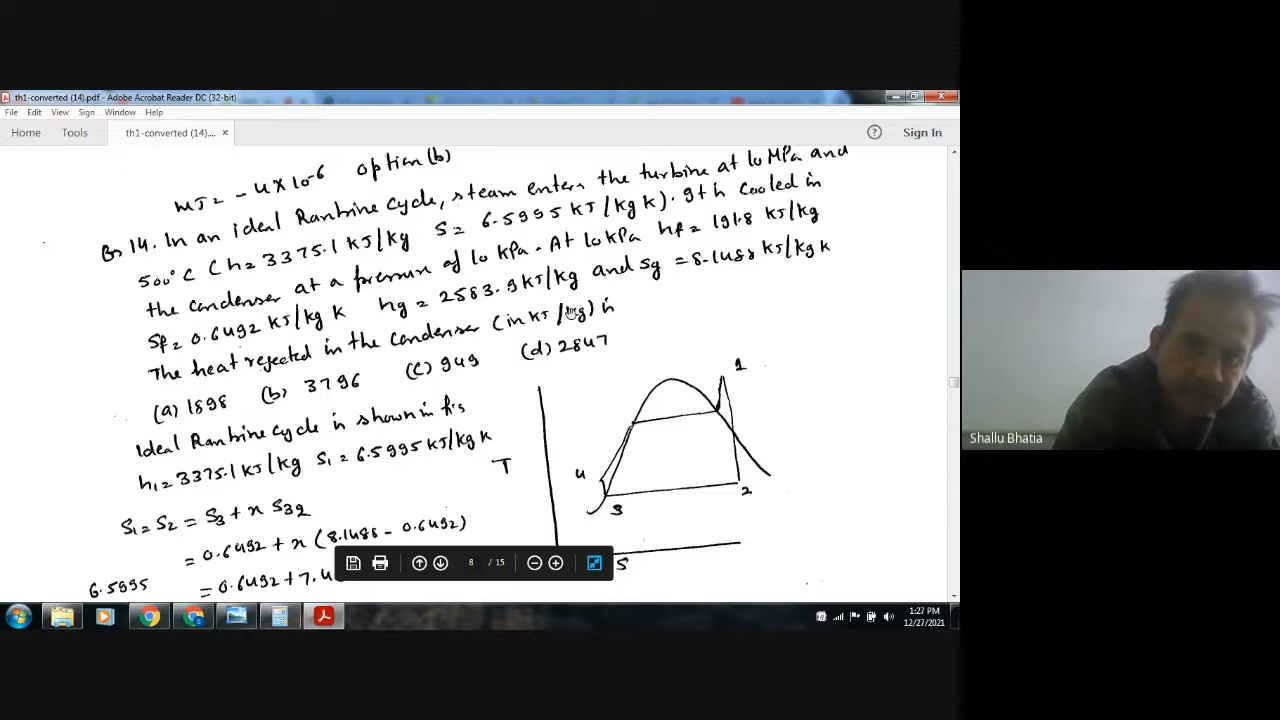 th1-converted (14).pdf - Adobe Acrobat Reader DC (32-bit)
File Edit View Sign Window Help
Home Tools th1-converted (14).... × Sign In
MJ = - 4 × 10-6 option (b)
14. In an ideal Rankine cycle, steam enters the turbine at 10 MPa and
500°C (h = 3375.1 KJ/kg S = 6.5995 KJ/(kg K). 9th cooled in
the condenser at a pressure of 10 kPa. At 10 kPa hf = 191.8 KJ/kg
Sf = 0.6492 KJ/kg K hg = 2583.9 KJ/kg and Sg = 8.1488 KJ/kg K
The heat rejected in the condenser (in KJ/kg) is
(a) 1898 (b) 3796 (c) 949 (d) 2847
Ideal Rankine cycle is shown in fig
h1 = 3375.1 KJ/kg S1 = 6.5995 KJ/kg K
S1 = S2 = S3 + x S32
= 0.6492 + x (8.1488 - 0.6492)
6.5995 = 0.6492 + 7.4
T
1
4
2
3
S
8 / 15
Shallu Bhatia
1:27 PM
12/27/2021